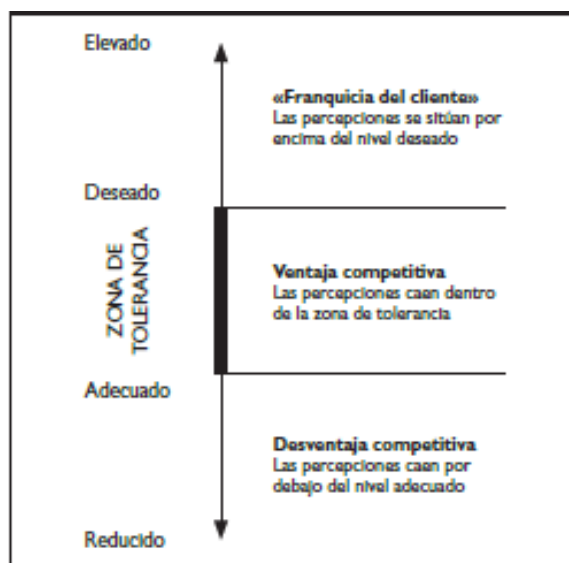 Elevado
«Franquicia del cliente»
Las percepciones se sitúan por
encima del nivel deseado
Deseado
ZONA DE
TOLERANCIA
Ventaja competitiva
Las percepciones caen dentro
de la zona de tolerancia
Adecuado
Desventaja competitiva
Las percepciones caen por
debajo del nivel adecuado
Reducido